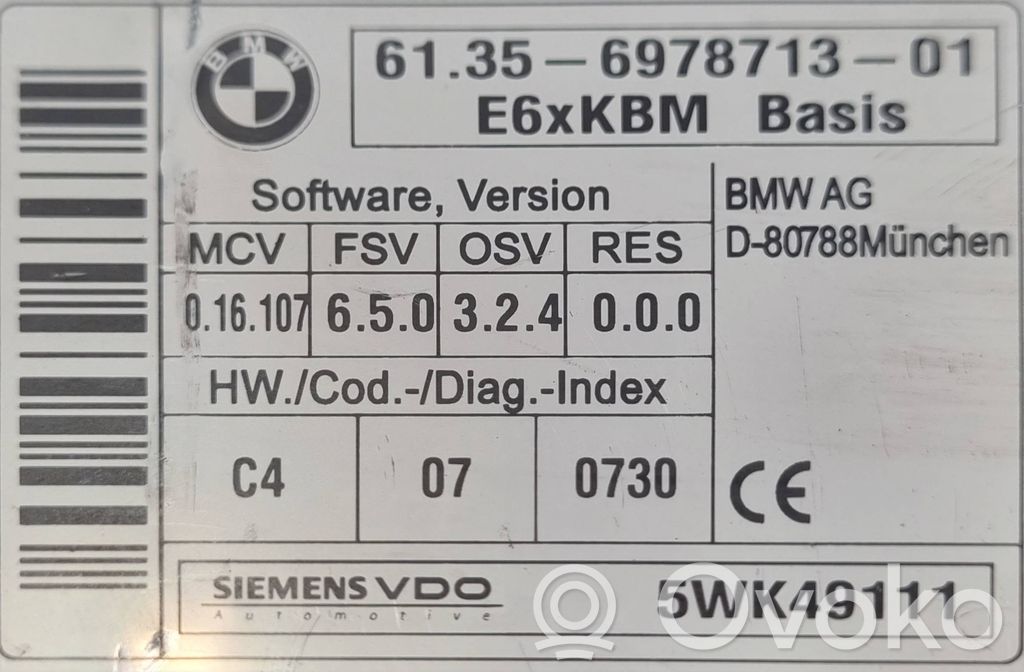 BMW
61.35-6978713-01
E6xKBM Basis
Software, Version
MCV FSV OSV RES
0.16.107 6.5.0 3.2.4 0.0.0
BMW AG
D-80788München
HW./Cod.-/Diag.-Index
C4 07 0730
CE
SIEMENS VDO
Automotive
5WK49111
Ovoko